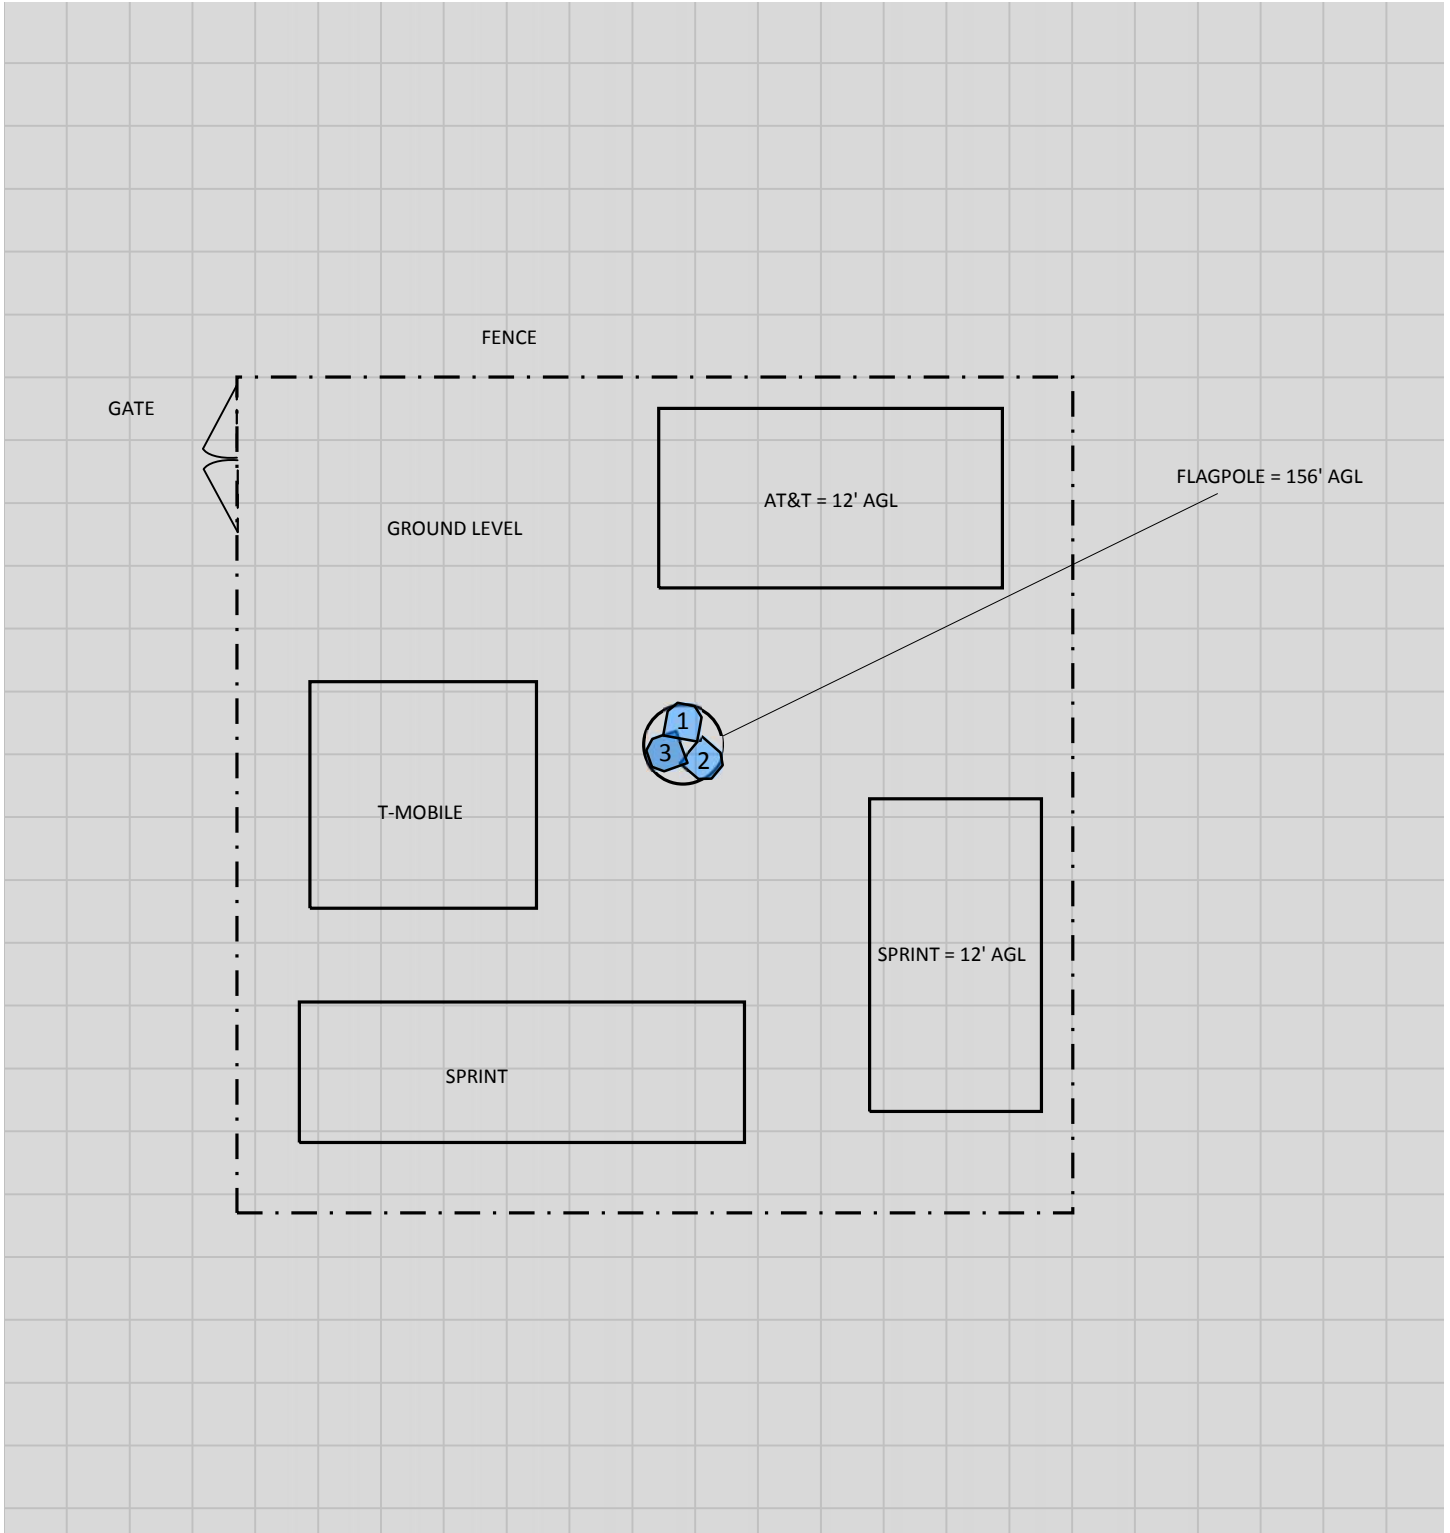 FENCE
GATE
FLAGPOLE = 156' AGL
AT&T = 12' AGL
GROUND LEVEL
1
3
2
T-MOBILE
SPRINT = 12' AGL
SPRINT